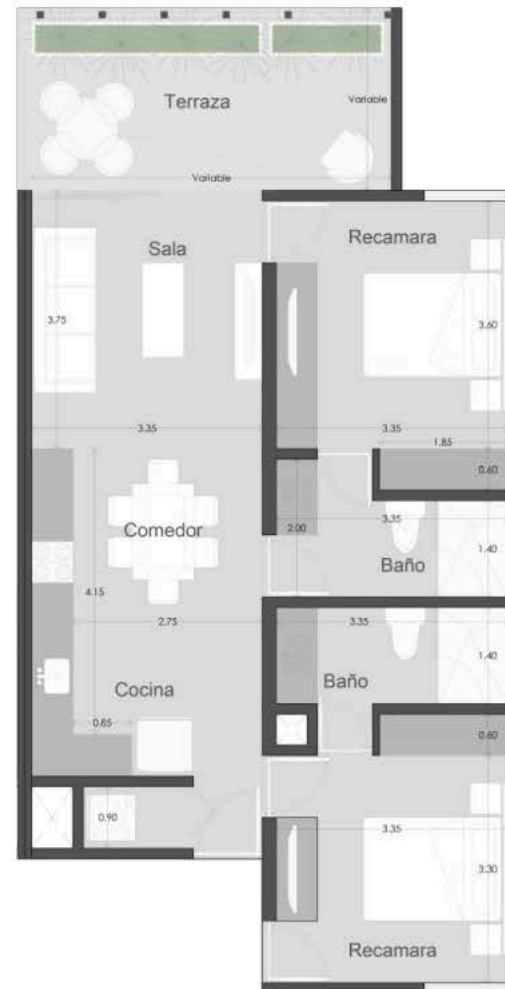 Terraza
Variable
Variable
Recamara
Sala
3.75
3.60
3.35
3.35
1.85
0.60
Comedor
2.00
3.35
1.40
Baño
4.15
2.75
3.35
Baño
1.40
Cocina
0.85
0.60
0.90
3.35
3.30
Recamara